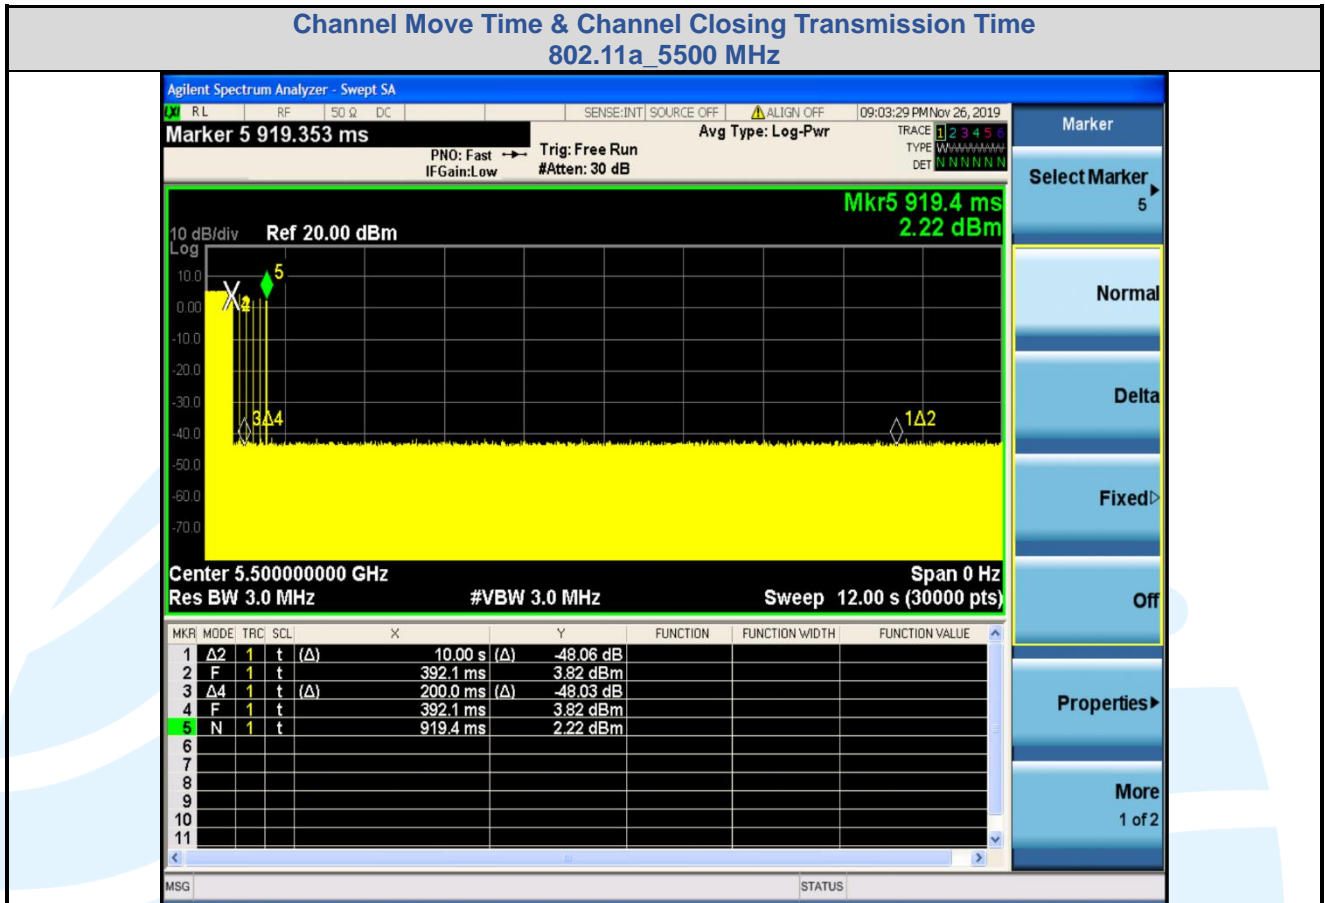 Channel Move Time & Channel Closing Transmission Time
802.11a_5500 MHz
Agilent Spectrum Analyzer - Swept SA
LXI RL RF 50 Ω DC SENSE:INT SOURCE OFF ALIGN OFF 09:03:29 PM Nov 26, 2019
Marker 5 919.353 ms
PNO: Fast
IFGain:Low
Trig: Free Run
#Atten: 30 dB
Avg Type: Log-Pwr
TRACE 1 2 3 4 5 6
TYPE W
DET N N N N N N
Mkr5 919.4 ms
2.22 dBm
10 dB/div Ref 20.00 dBm
Log
10.0
0.00
-10.0
-20.0
-30.0
-40.0
-50.0
-60.0
-70.0
5
3Δ4
1Δ2
Center 5.500000000 GHz Span 0 Hz
Res BW 3.0 MHz #VBW 3.0 MHz Sweep 12.00 s (30000 pts)
MKR MODE TRC SCL X Y FUNCTION FUNCTION WIDTH FUNCTION VALUE
1 Δ2 1 t (Δ) 10.00 s (Δ) -48.06 dB
2 F 1 t 392.1 ms 3.82 dBm
3 Δ4 1 t (Δ) 200.0 ms (Δ) -48.03 dB
4 F 1 t 392.1 ms 3.82 dBm
5 N 1 t 919.4 ms 2.22 dBm
6
7
8
9
10
11
MSG STATUS
Marker
Select Marker
5
Normal
Delta
Fixed
Off
Properties
More
1 of 2